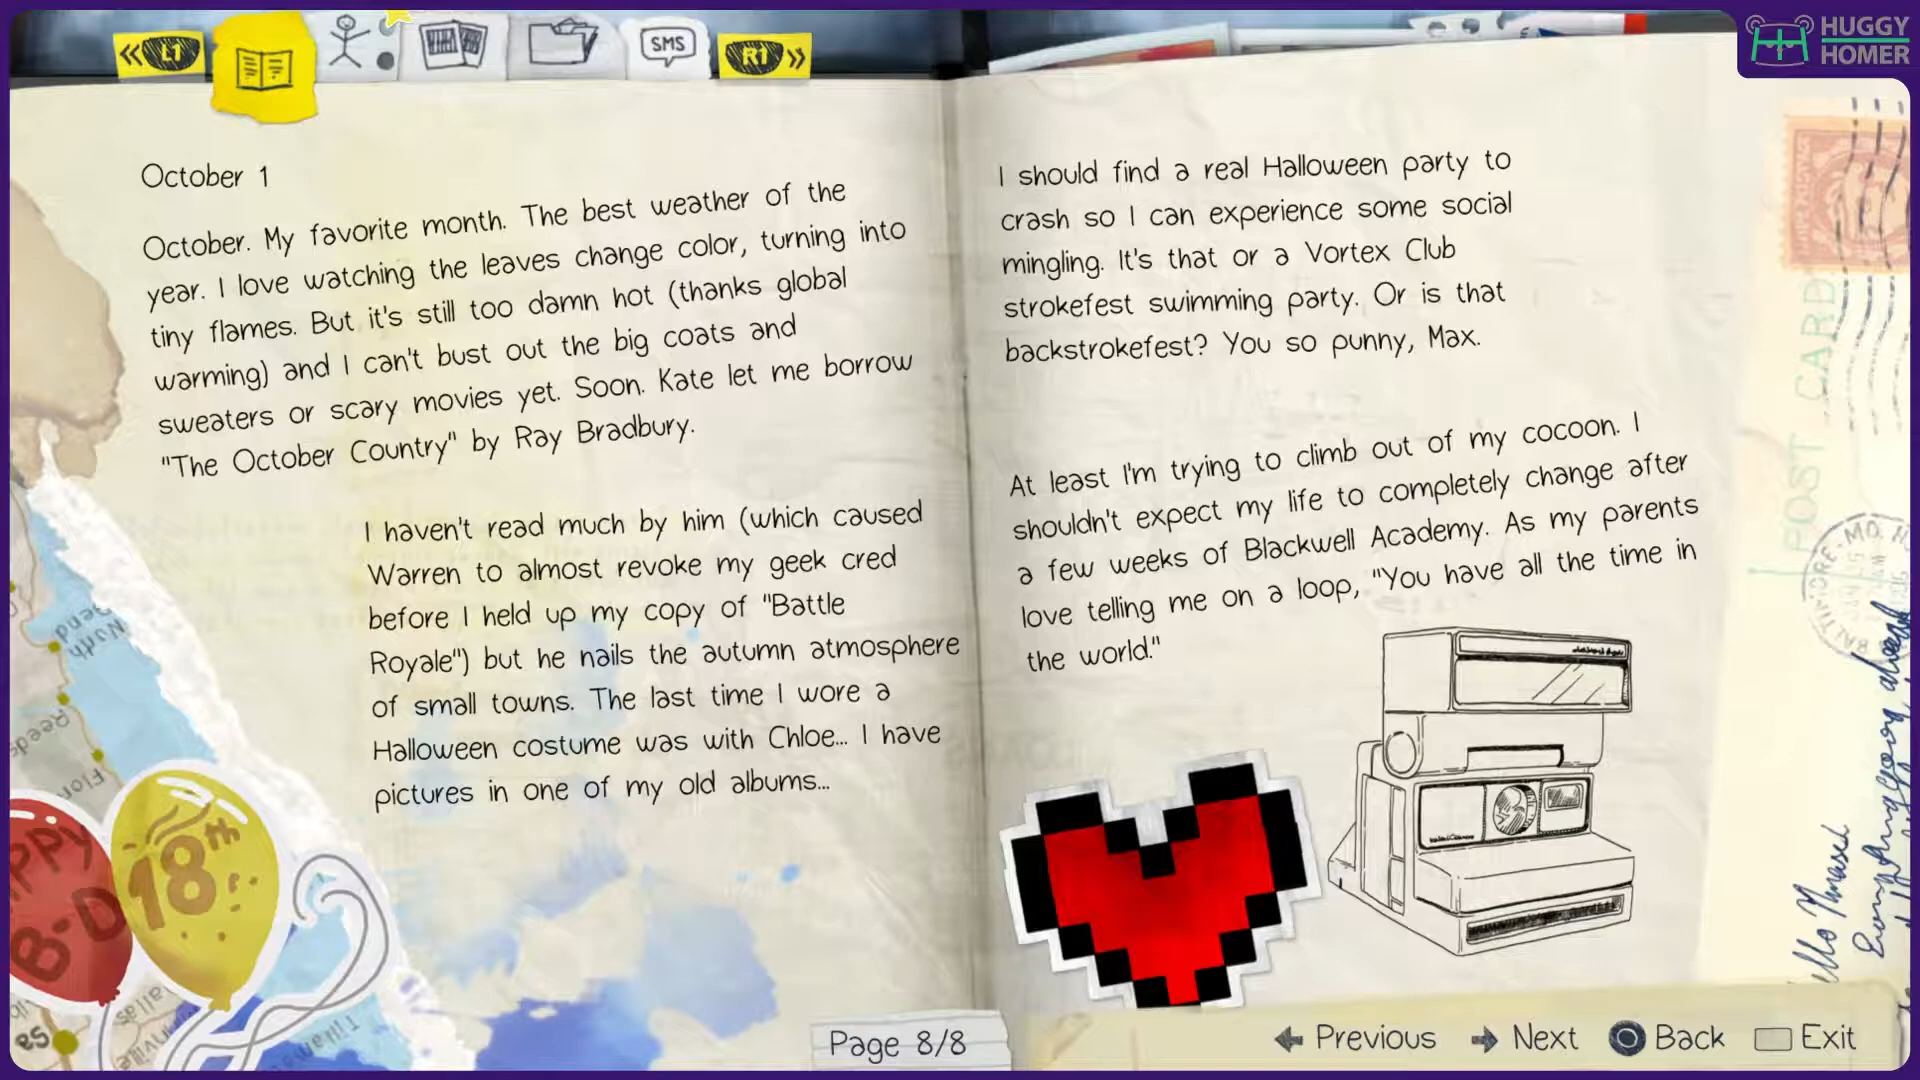 L1
SMS
R1
HUGGY
HOMER
October 1
October. My favorite month. The best weather of the
year. I love watching the leaves change color, turning into
tiny flames. But it's still too damn hot (thanks global
warming) and I can't bust out the big coats and
sweaters or scary movies yet. Soon. Kate let me borrow
"The October Country" by Ray Bradbury.
I haven't read much by him (which caused
Warren to almost revoke my geek cred
before I held up my copy of "Battle
Royale") but he nails the autumn atmosphere
of small towns. The last time I wore a
Halloween costume was with Chloe... I have
pictures in one of my old albums...
I should find a real Halloween party to
crash so I can experience some social
mingling. It's that or a Vortex Club
strokefest swimming party. Or is that
backstrokefest? You so punny, Max.
At least I'm trying to climb out of my cocoon. I
shouldn't expect my life to completely change after
a few weeks of Blackwell Academy. As my parents
love telling me on a loop, "You have all the time in
the world."
POST CARD
North
Bend
18th
B-D
Page 8/8
Previous
Next
Back
Exit